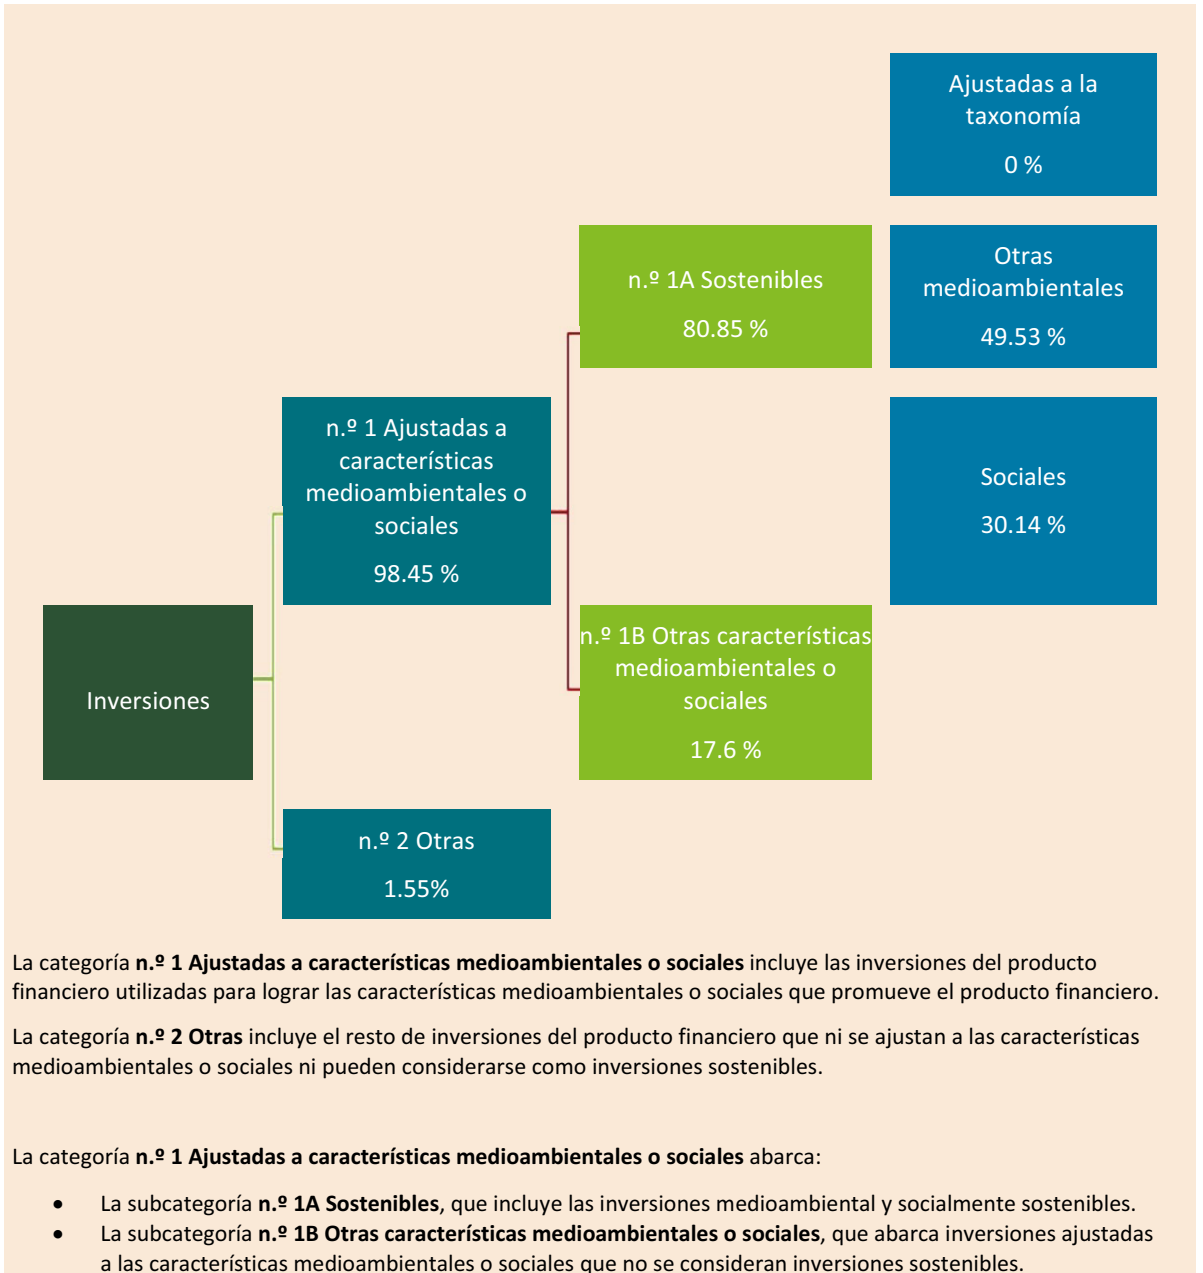 Ajustadas a la
taxonomía
0 %
n.º 1A Sostenibles
80.85 %
Otras
medioambientales
49.53 %
n.º 1 Ajustadas a
características
medioambientales o
sociales
98.45 %
Sociales
30.14 %
Inversiones
n.º 1B Otras características
medioambientales o
sociales
17.6 %
n.º 2 Otras
1.55%
La categoría n.º 1 Ajustadas a características medioambientales o sociales incluye las inversiones del producto
financiero utilizadas para lograr las características medioambientales o sociales que promueve el producto financiero.
La categoría n.º 2 Otras incluye el resto de inversiones del producto financiero que ni se ajustan a las características
medioambientales o sociales ni pueden considerarse como inversiones sostenibles.
La categoría n.º 1 Ajustadas a características medioambientales o sociales abarca:
• La subcategoría n.º 1A Sostenibles, que incluye las inversiones medioambiental y socialmente sostenibles.
• La subcategoría n.º 1B Otras características medioambientales o sociales, que abarca inversiones ajustadas
a las características medioambientales o sociales que no se consideran inversiones sostenibles.